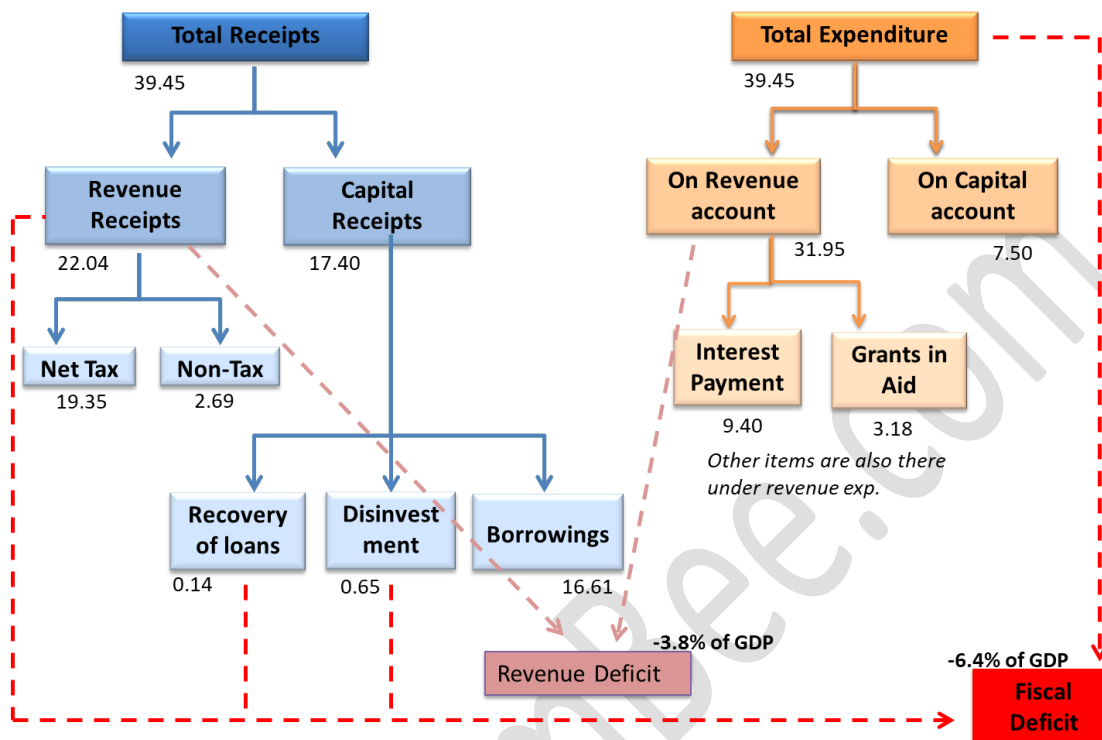 Total Receipts
39.45
Revenue
Receipts
22.04
Capital
Receipts
17.40
Net Tax
19.35
Non-Tax
2.69
Recovery
of loans
0.14
Disinvest
ment
0.65
Borrowings
16.61
Total Expenditure
39.45
On Revenue
account
31.95
On Capital
account
7.50
Interest
Payment
9.40
Grants in
Aid
3.18
Other items are also there
under revenue exp.
-3.8% of GDP
Revenue Deficit
-6.4% of GDP
Fiscal
Deficit
Bee.com